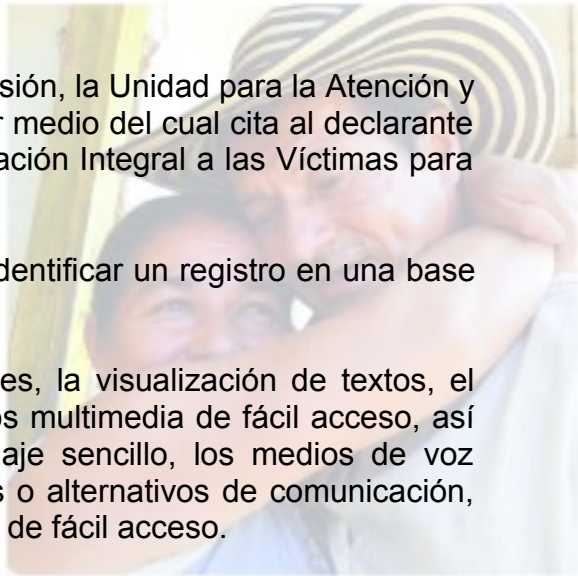 sión, la Unidad para la Atención y
r medio del cual cita al declarante
ación Integral a las Víctimas para
dentificar un registro en una base
es, la visualización de textos, el
s multimedia de fácil acceso, así
aje sencillo, los medios de voz
s o alternativos de comunicación,
de fácil acceso.